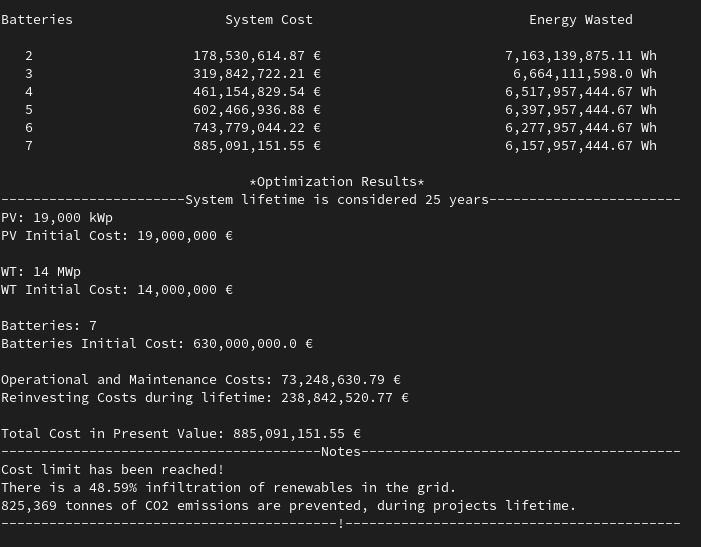 Batteries System Cost Energy Wasted
2 178,530,614.87 € 7,163,139,875.11 Wh
3 319,842,722.21 € 6,664,111,598.0 Wh
4 461,154,829.54 € 6,517,957,444.67 Wh
5 602,466,936.88 € 6,397,957,444.67 Wh
6 743,779,044.22 € 6,277,957,444.67 Wh
7 885,091,151.55 € 6,157,957,444.67 Wh
*Optimization Results*
-----------------------System lifetime is considered 25 years------------------------
PV: 19,000 kWp
PV Initial Cost: 19,000,000 €
WT: 14 MWp
WT Initial Cost: 14,000,000 €
Batteries: 7
Batteries Initial Cost: 630,000,000.0 €
Operational and Maintenance Costs: 73,248,630.79 €
Reinvesting Costs during lifetime: 238,842,520.77 €
Total Cost in Present Value: 885,091,151.55 €
----------------------------------------Notes----------------------------------------
Cost limit has been reached!
There is a 48.59% infiltration of renewables in the grid.
825,369 tonnes of CO2 emissions are prevented, during projects lifetime.
------------------------------------------!------------------------------------------